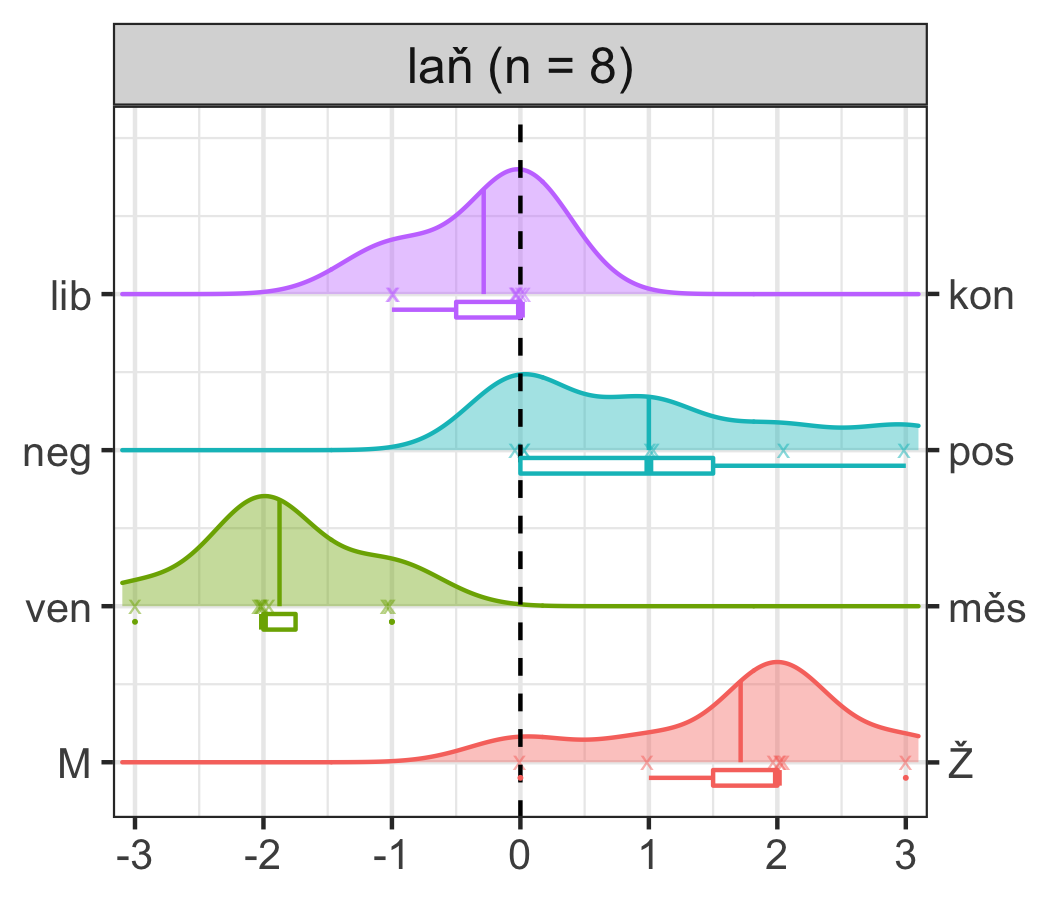 laň (n = 8)
lib kon
neg pos
ven měs
M Ž
-3 -2 -1 0 1 2 3